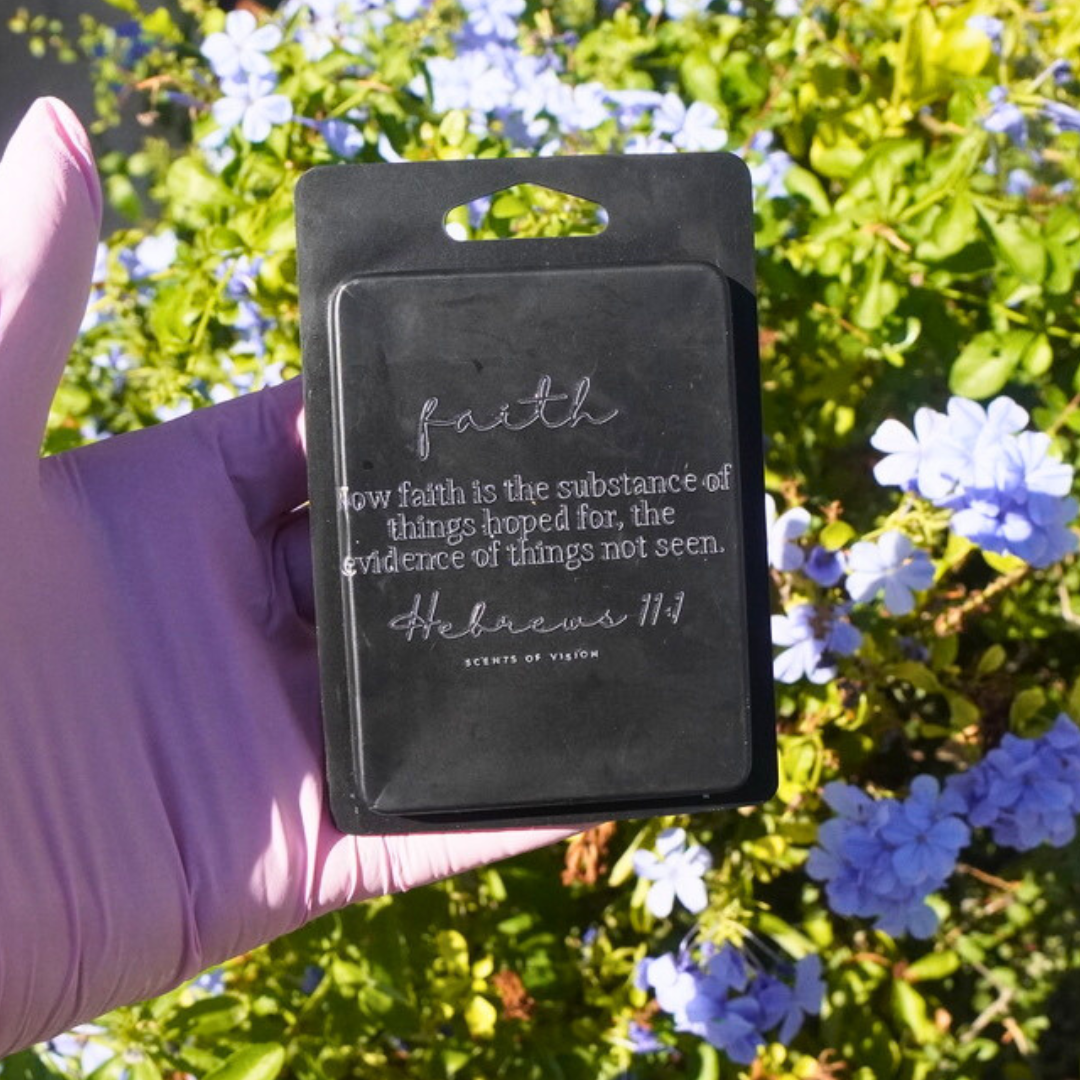 faith
Now faith is the substance of
things hoped for, the
evidence of things not seen.
Hebrews 11:1
SCENTS OF VISION